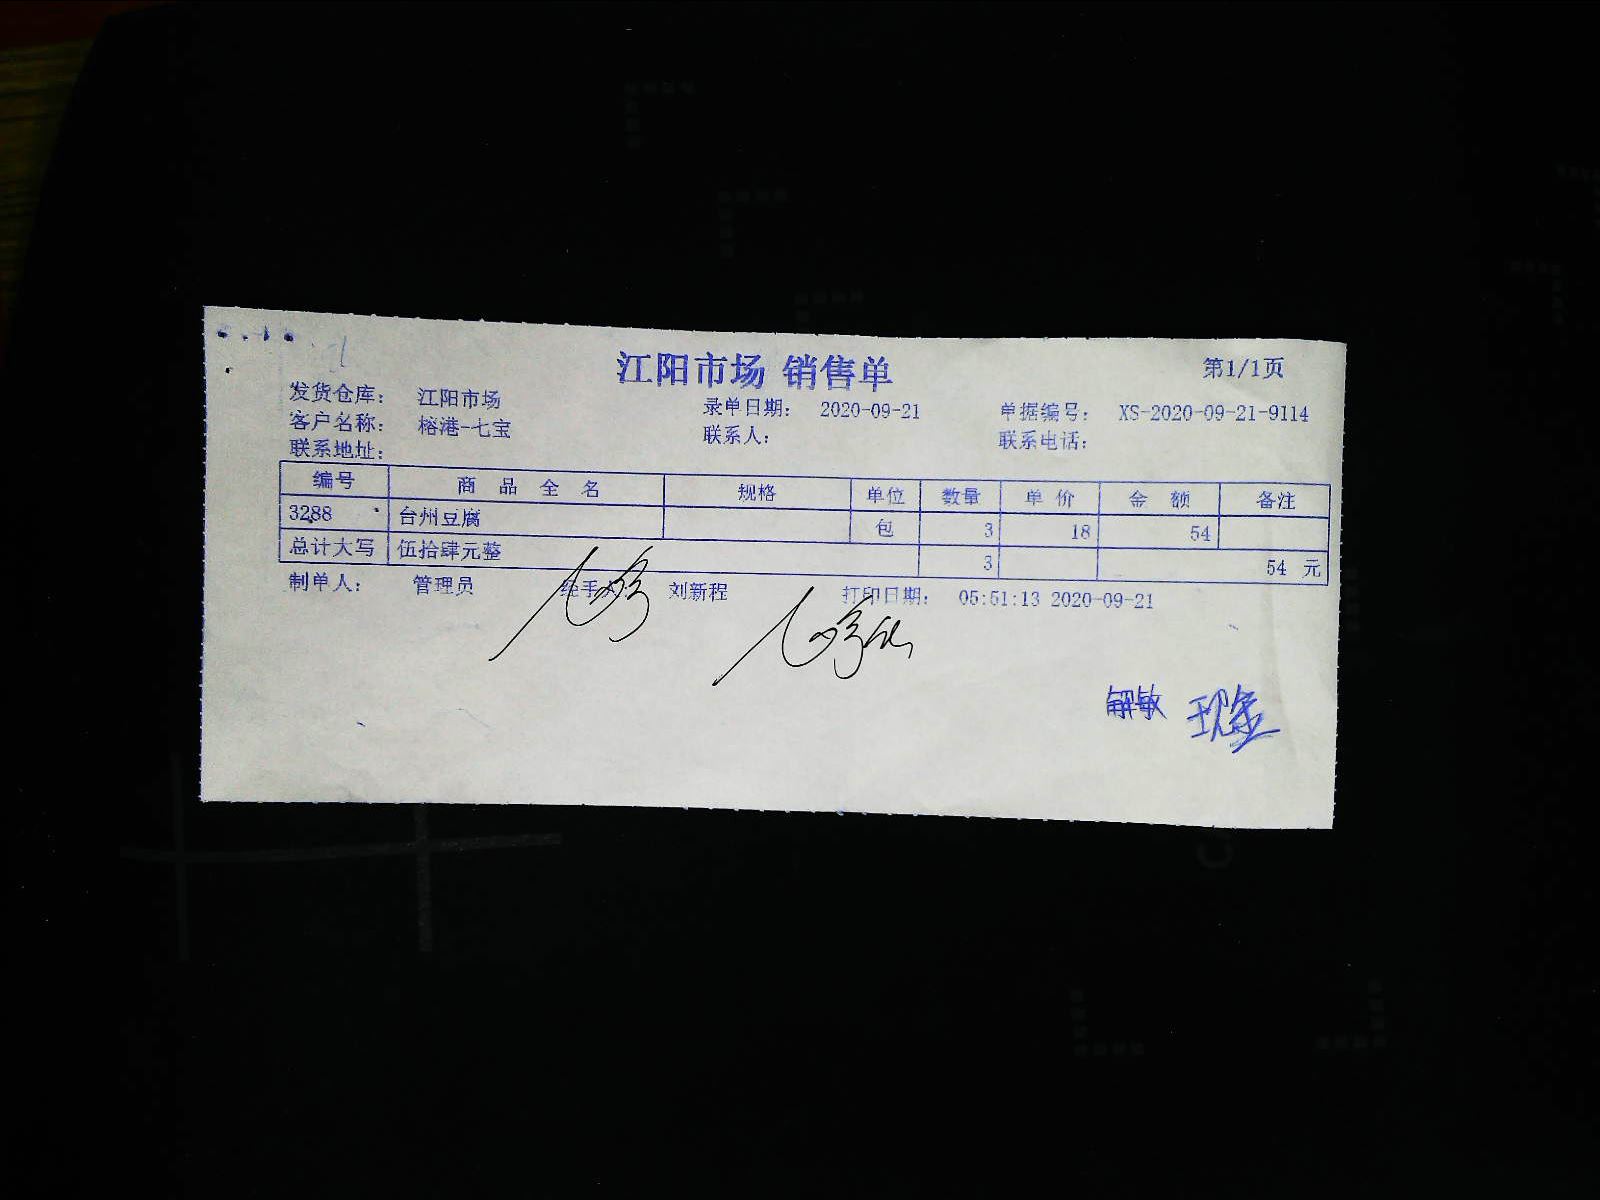 江阳市场 销售单
第1/1页
发货仓库: 江阳市场 录单日期: 2020-09-21 单据编号: XS-2020-09-21-9114
客户名称: 榕港-七宝 联系人: 联系电话:
联系地址:
编号 商品全名 规格 单位 数量 单价 金额 备注
3288 台州豆腐 包 3 18 54
总计大写 伍拾肆元整 3 54 元
制单人: 管理员 经手人: 刘新程 打印日期: 05:51:13 2020-09-21
解敏 现金